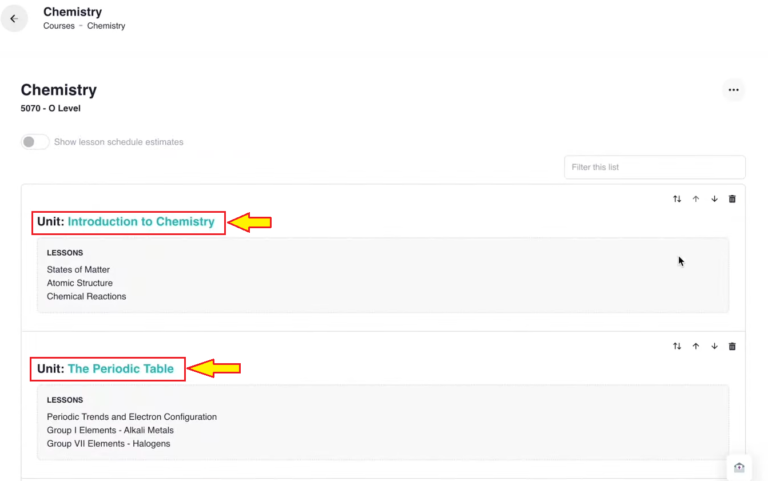 Chemistry
Courses - Chemistry
Chemistry
5070 - O Level
Show lesson schedule estimates
Filter this list
Unit: Introduction to Chemistry
LESSONS
States of Matter
Atomic Structure
Chemical Reactions
Unit: The Periodic Table
LESSONS
Periodic Trends and Electron Configuration
Group I Elements - Alkali Metals
Group VII Elements - Halogens